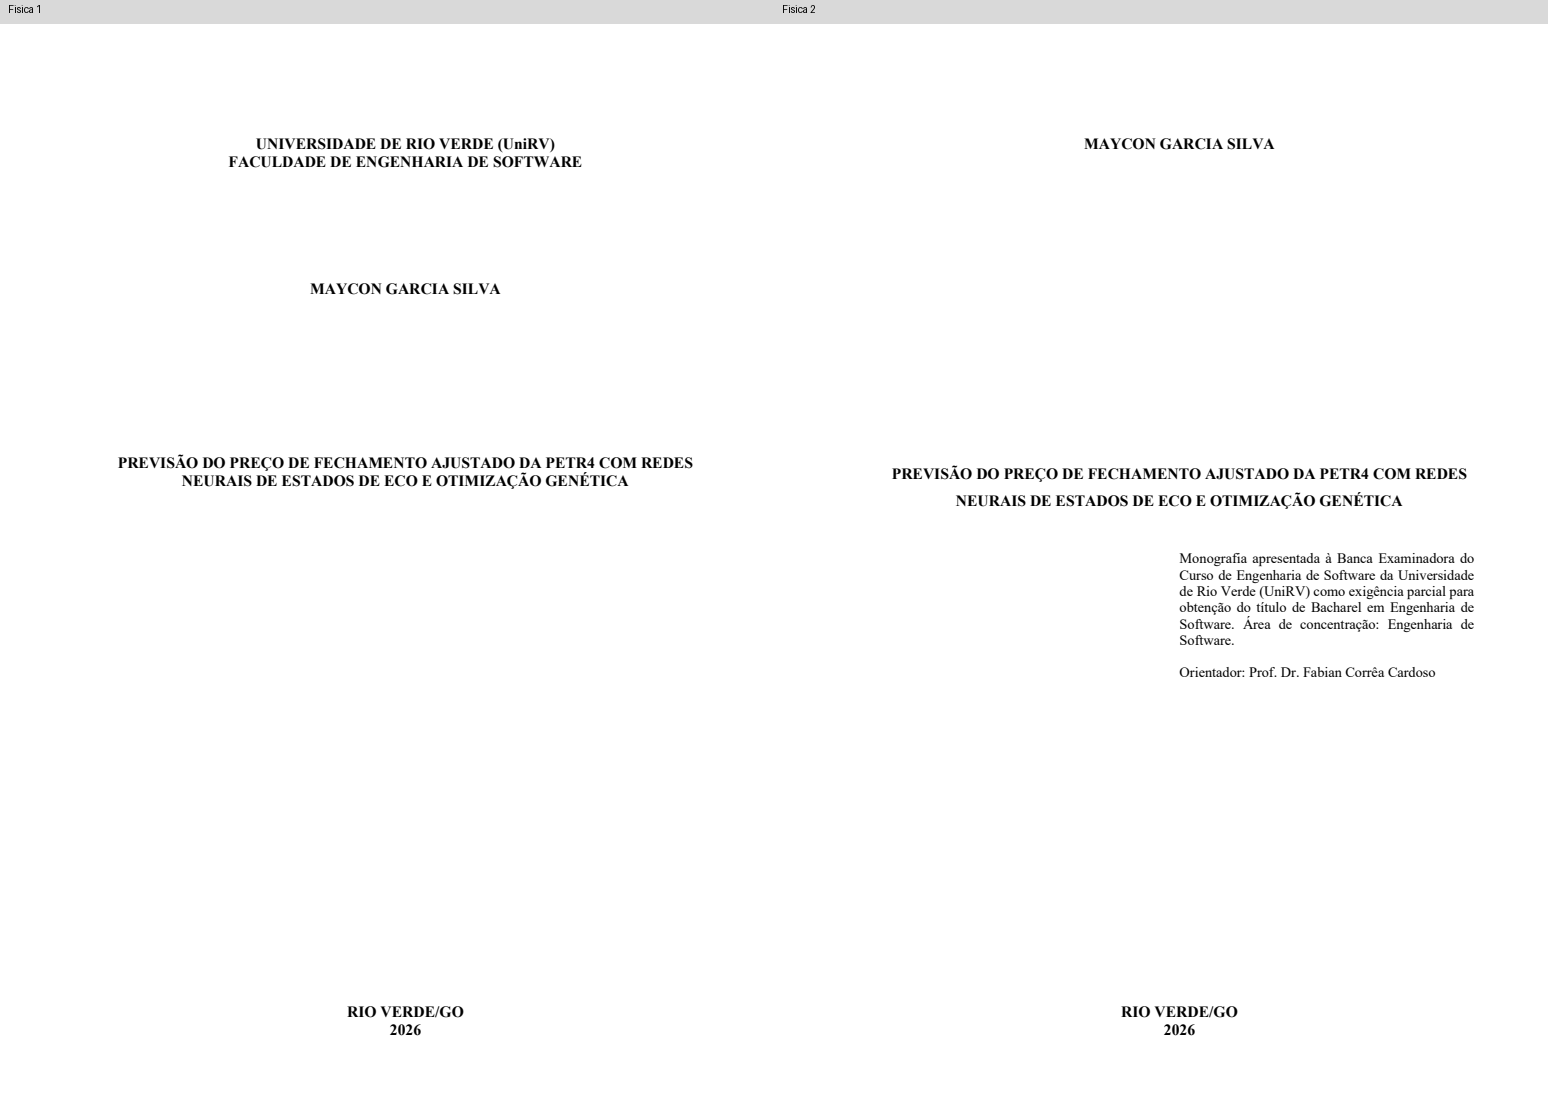 Fisica 1
UNIVERSIDADE DE RIO VERDE (UniRV)
FACULDADE DE ENGENHARIA DE SOFTWARE
MAYCON GARCIA SILVA
PREVISÃO DO PREÇO DE FECHAMENTO AJUSTADO DA PETR4 COM REDES
NEURAIS DE ESTADOS DE ECO E OTIMIZAÇÃO GENÉTICA
RIO VERDE/GO
2026
Fisica 2
MAYCON GARCIA SILVA
PREVISÃO DO PREÇO DE FECHAMENTO AJUSTADO DA PETR4 COM REDES
NEURAIS DE ESTADOS DE ECO E OTIMIZAÇÃO GENÉTICA
Monografia apresentada à Banca Examinadora do
Curso de Engenharia de Software da Universidade
de Rio Verde (UniRV) como exigência parcial para
obtenção do título de Bacharel em Engenharia de
Software. Área de concentração: Engenharia de
Software.
Orientador: Prof. Dr. Fabian Corrêa Cardoso
RIO VERDE/GO
2026